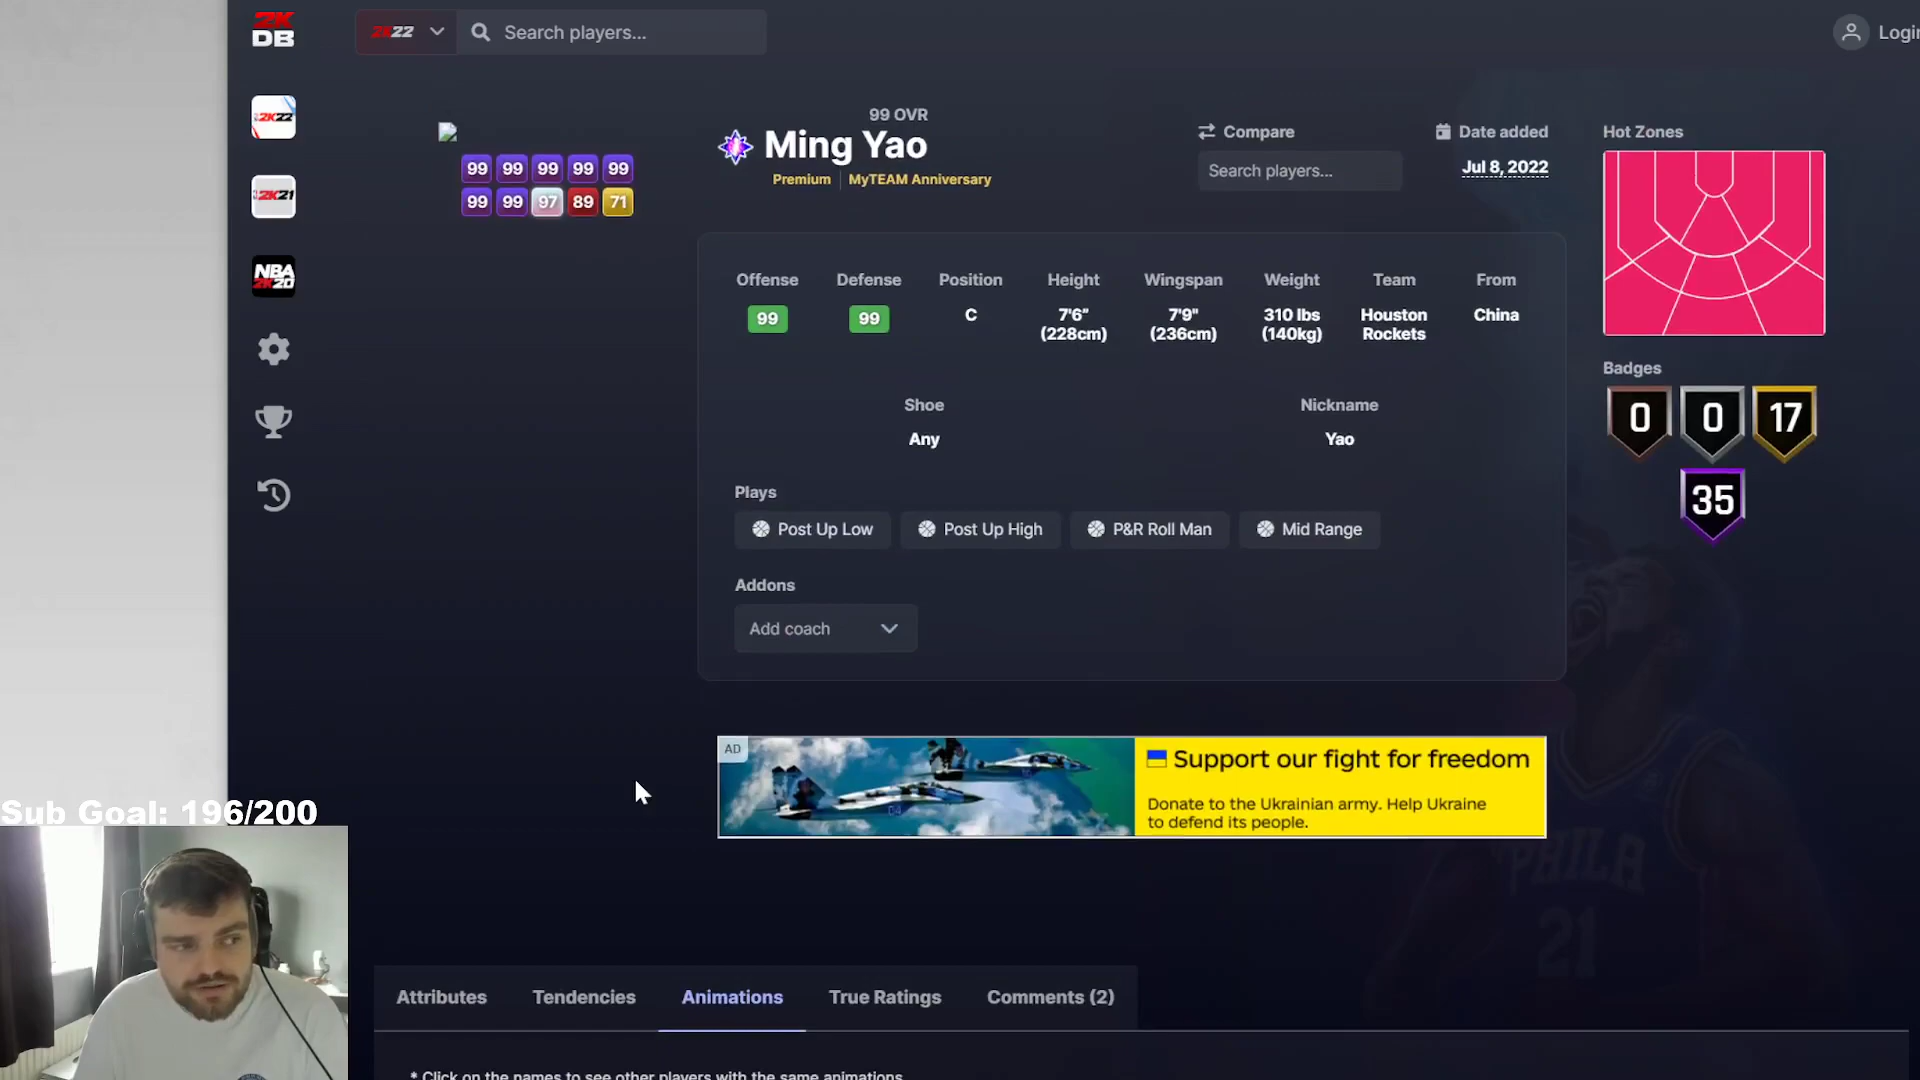 2K
DB
2K22
Search players...
Login
2K22
2K21
NBA
2K20
99 99 99 99 99
99 99 97 89 71
99 OVR
Ming Yao
Premium MyTEAM Anniversary
Compare
Search players...
Date added
Jul 8, 2022
Hot Zones
Offense Defense Position Height Wingspan Weight Team From
99 99 C 7'6" 7'9" 310 lbs Houston China
(228cm) (236cm) (140kg) Rockets
Shoe Nickname
Any Yao
Badges
0 0 17
35
Plays
Post Up Low Post Up High P&R Roll Man Mid Range
Addons
Add coach
AD
Support our fight for freedom
Donate to the Ukrainian army. Help Ukraine
to defend its people.
PHILA
21
Sub Goal: 196/200
Attributes Tendencies Animations True Ratings Comments (2)
* Click on the names to see other players with the same animations